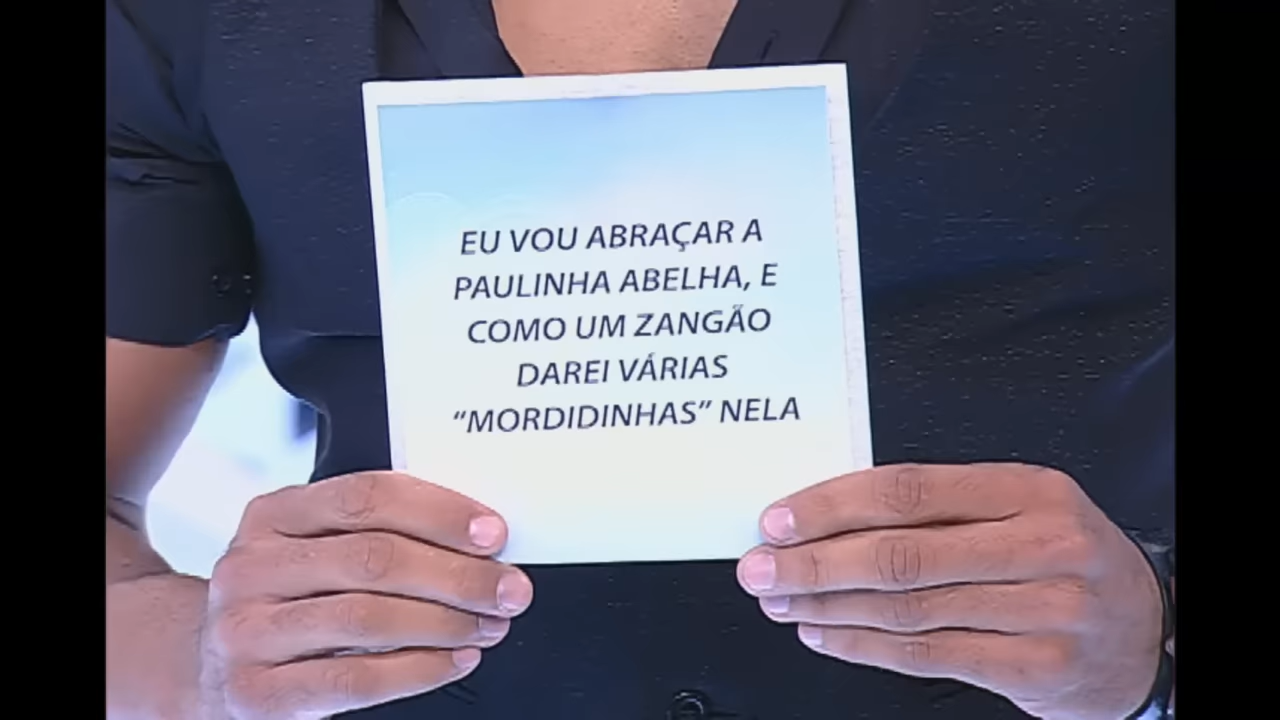 EU VOU ABRAÇAR A
PAULINHA ABELHA, E
COMO UM ZANGÃO
DAREI VÁRIAS
“MORDIDINHAS” NELA